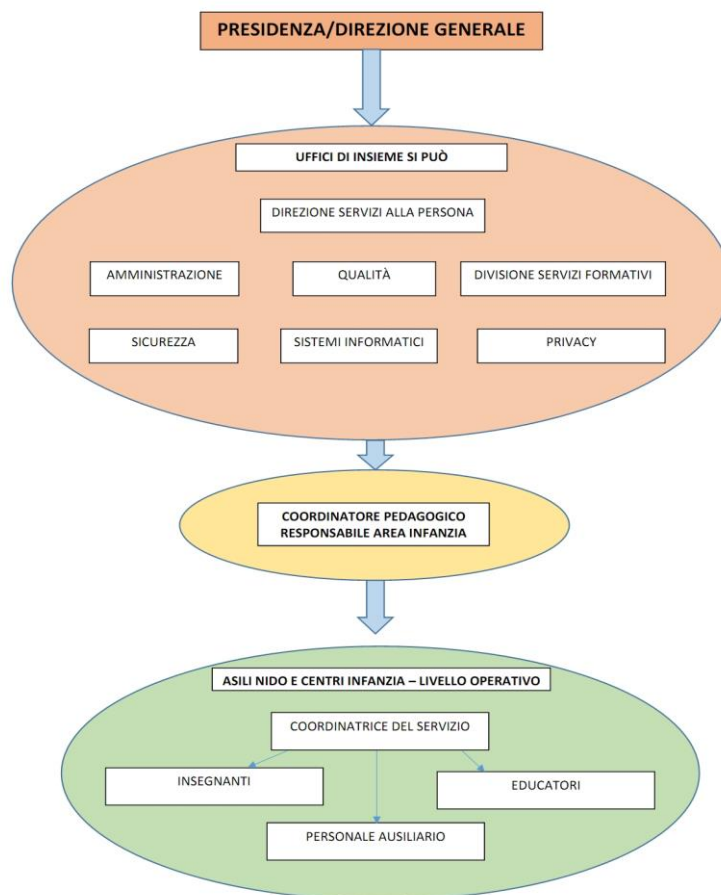 PRESIDENZA/DIREZIONE GENERALE
UFFICI DI INSIEME SI PUÒ
DIREZIONE SERVIZI ALLA PERSONA
AMMINISTRAZIONE
QUALITÀ
DIVISIONE SERVIZI FORMATIVI
SICUREZZA
SISTEMI INFORMATICI
PRIVACY
COORDINATORE PEDAGOGICO
RESPONSABILE AREA INFANZIA
ASILI NIDO E CENTRI INFANZIA – LIVELLO OPERATIVO
COORDINATRICE DEL SERVIZIO
INSEGNANTI
EDUCATORI
PERSONALE AUSILIARIO